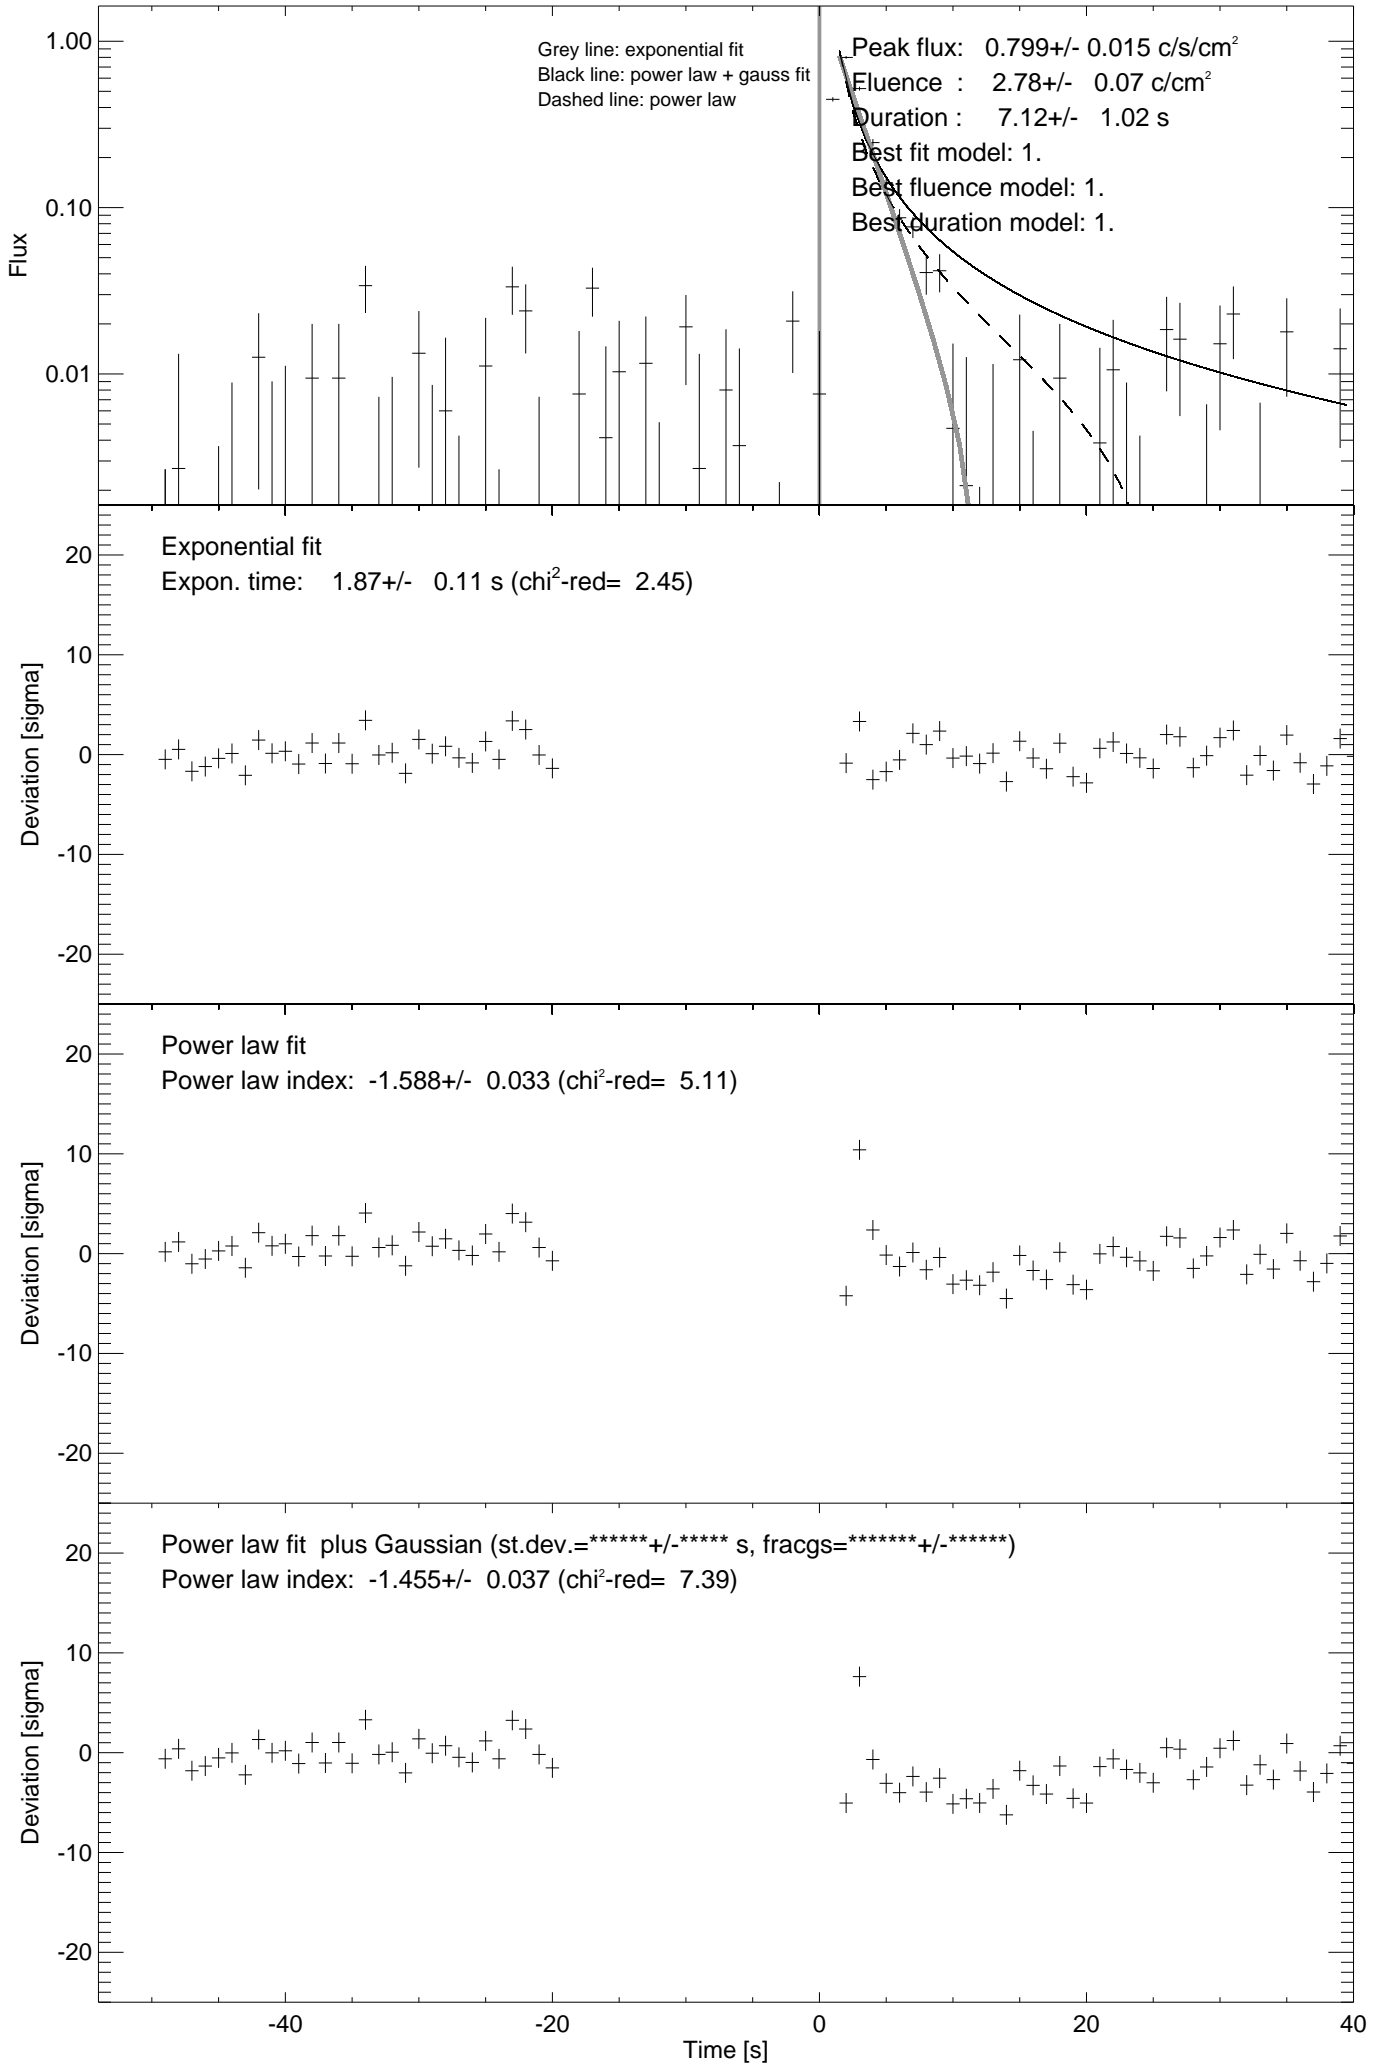 1.00
0.10
0.01
Flux
Grey line: exponential fit
Black line: power law + gauss fit
Dashed line: power law
Peak flux: 0.799+/- 0.015 c/s/cm²
Fluence : 2.78+/- 0.07 c/cm²
Duration : 7.12+/- 1.02 s
Best fit model: 1.
Best fluence model: 1.
Best duration model: 1.
20
10
0
-10
-20
Deviation [sigma]
Exponential fit
Expon. time: 1.87+/- 0.11 s (chi²-red= 2.45)
20
10
0
-10
-20
Deviation [sigma]
Power law fit
Power law index: -1.588+/- 0.033 (chi²-red= 5.11)
20
10
0
-10
-20
Deviation [sigma]
Power law fit plus Gaussian (st.dev.=******+/-***** s, fracgs=*******+/-******)
Power law index: -1.455+/- 0.037 (chi²-red= 7.39)
-40 -20 0 20 40
Time [s]